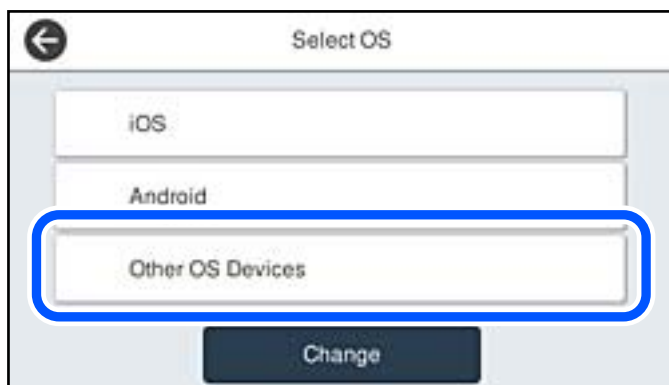 Select OS
iOS
Android
Other OS Devices
Change